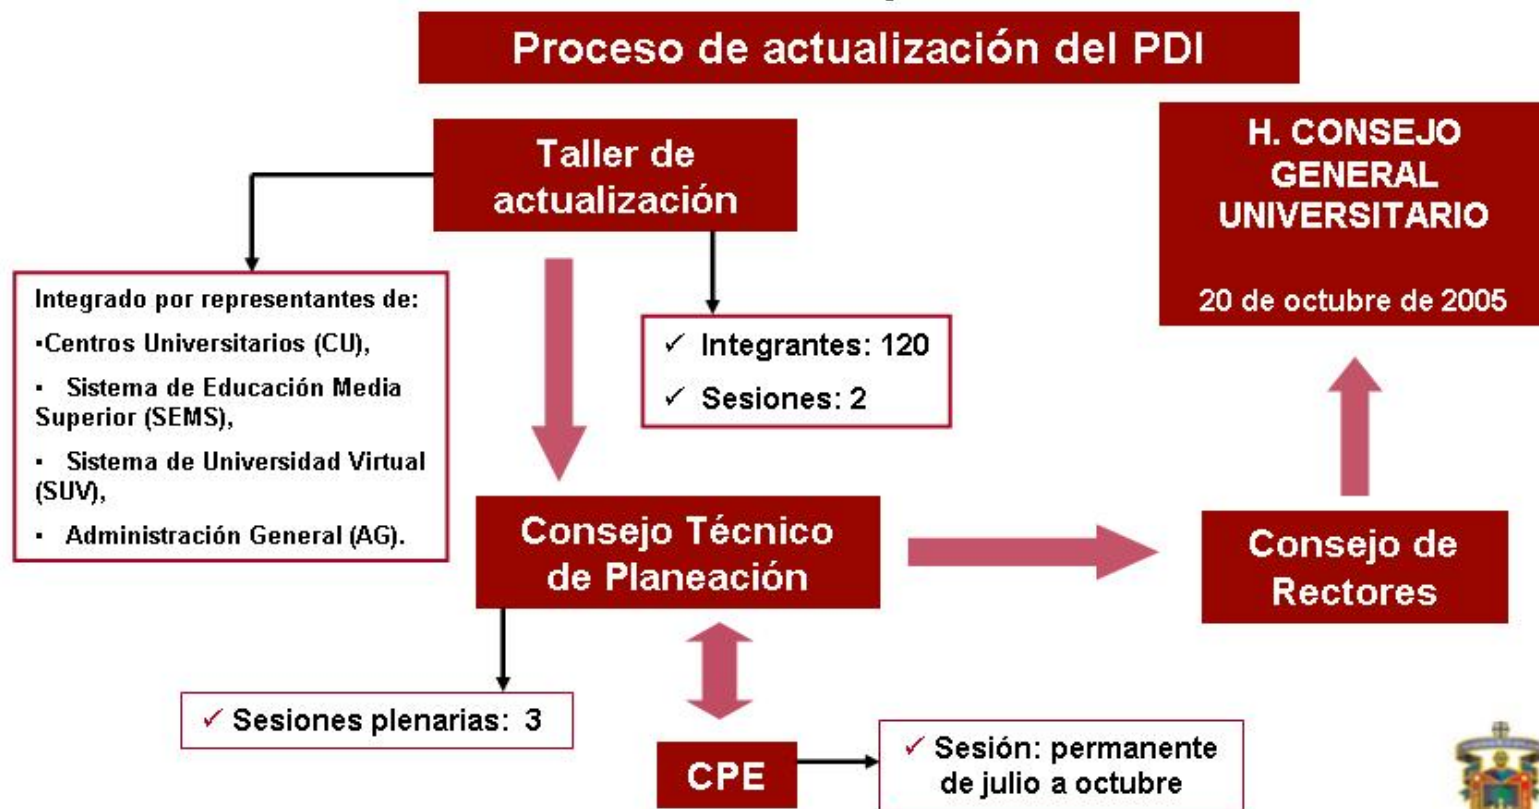 Proceso de actualización del PDI
Taller de
actualización
H. CONSEJO
GENERAL
UNIVERSITARIO
20 de octubre de 2005
Integrado por representantes de:
▪Centros Universitarios (CU),
▪ Sistema de Educación Media
Superior (SEMS),
▪ Sistema de Universidad Virtual
(SUV),
▪ Administración General (AG).
✓ Integrantes: 120
✓ Sesiones: 2
Consejo Técnico
de Planeación
Consejo de
Rectores
✓ Sesiones plenarias: 3
CPE
✓ Sesión: permanente
de julio a octubre